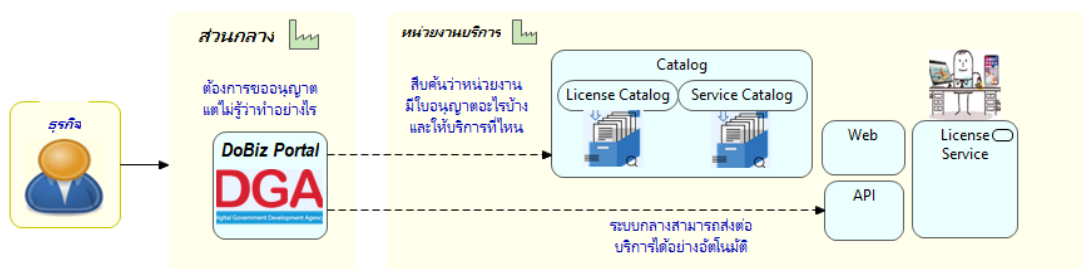 ส่วนกลาง
หน่วยงานบริการ
ธุรกิจ
ต้องการขออนุญาต
แต่ไม่รู้ว่าทำอย่างไร
DoBiz Portal
DGA
Digital Government Development Agency
สืบค้นว่าหน่วยงาน
มีใบอนุญาตอะไรบ้าง
และให้บริการที่ไหน
Catalog
License Catalog
Service Catalog
Web
API
License
Service
ระบบกลางสามารถส่งต่อ
บริการได้อย่างอัตโนมัติ